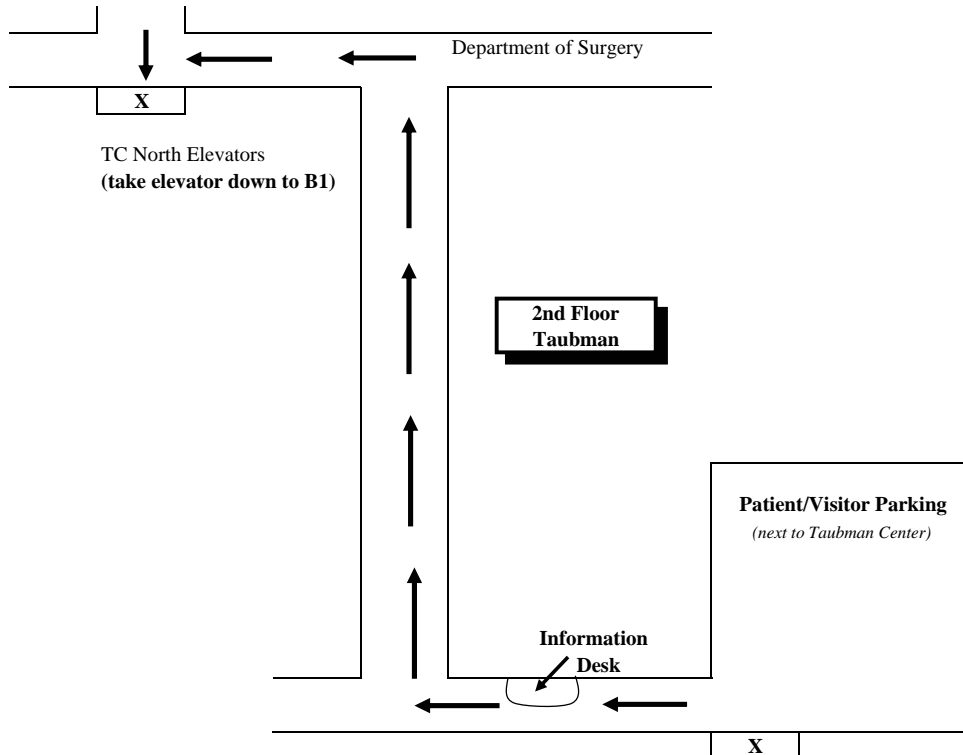 Department of Surgery
X
TC North Elevators
(take elevator down to B1)
2nd Floor
Taubman
Patient/Visitor Parking
(next to Taubman Center)
Information
Desk
X